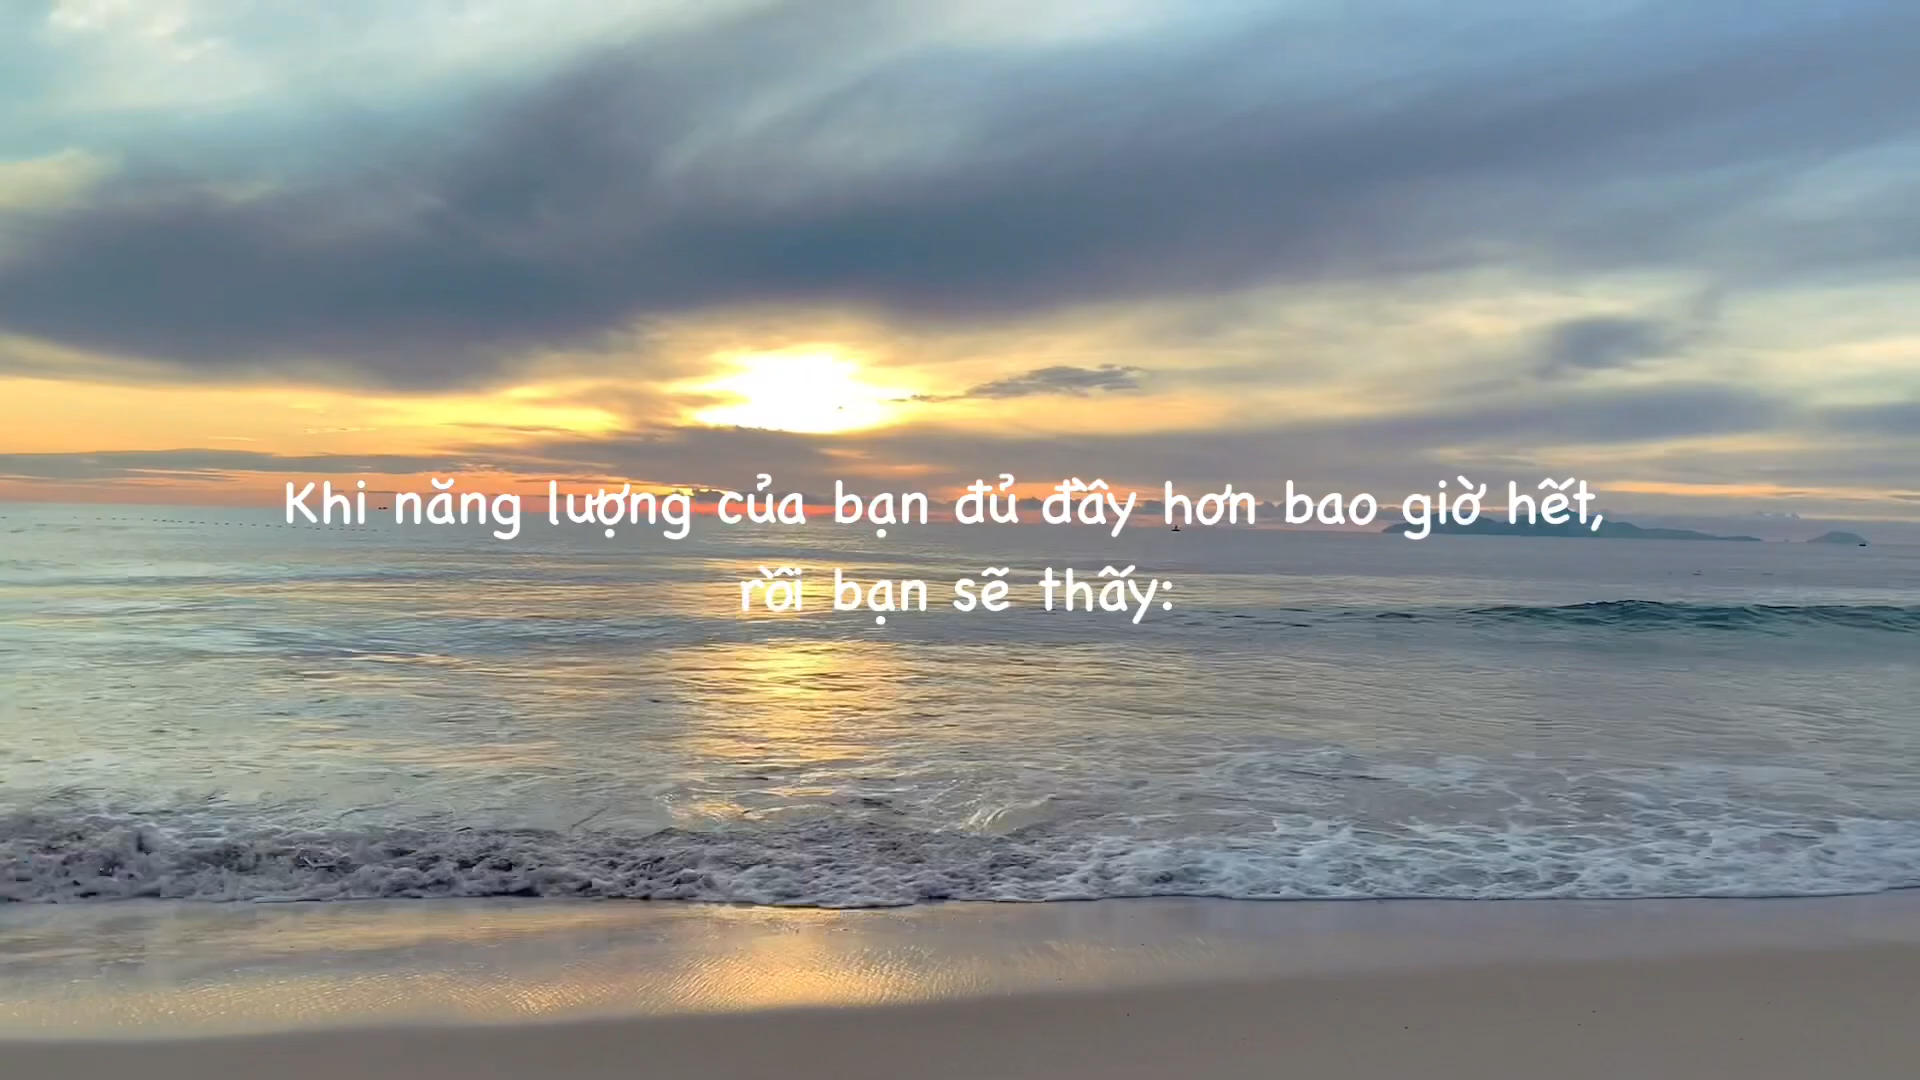 Khi năng lượng của bạn đủ đầy hơn bao giờ hết,
rồi bạn sẽ thấy: